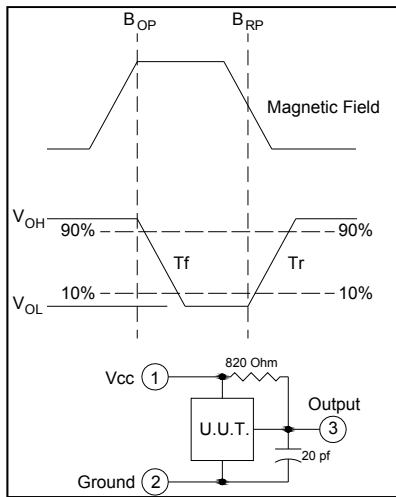 B OP B RP
Magnetic Field
V OH
90% 90%
Tf Tr
10% 10%
V OL
820 Ohm
Vcc 1
Output
U.U.T. 3
20 pf
Ground 2